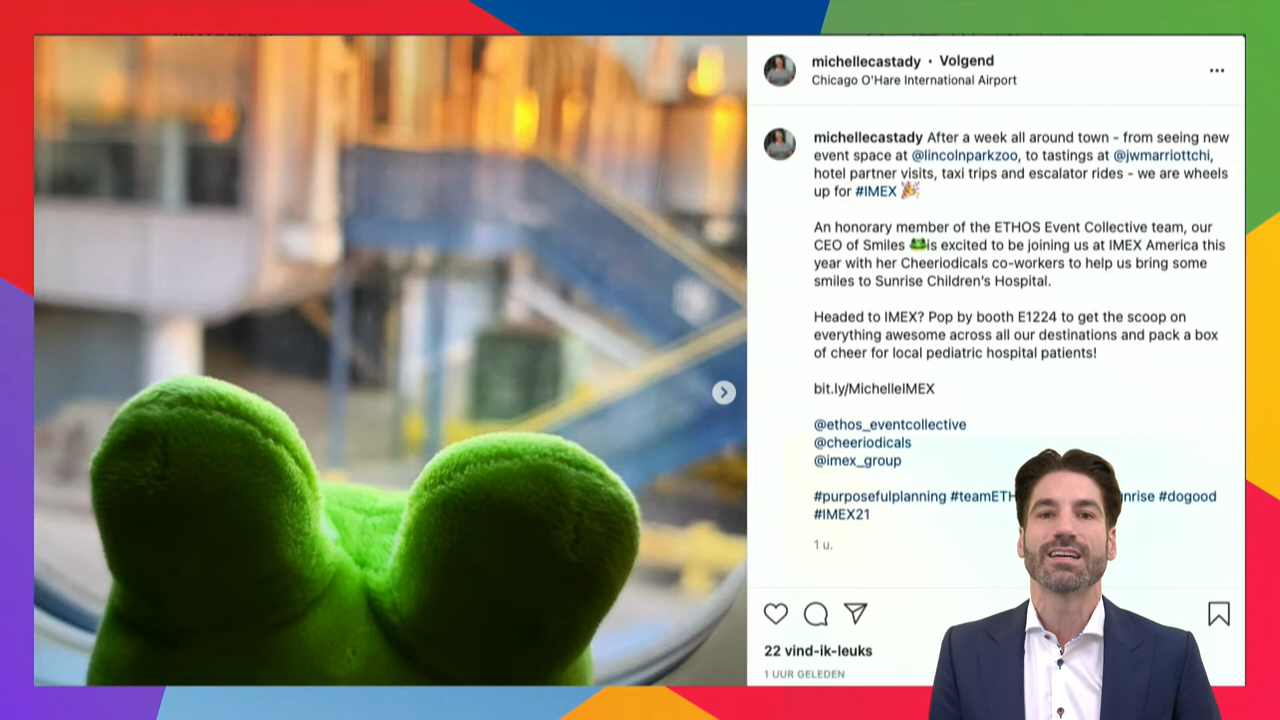 michellecastady • Volgend
Chicago O'Hare International Airport
michellecastady After a week all around town - from seeing new
event space at @lincolnparkzoo, to tastings at @jwmarriottchi,
hotel partner visits, taxi trips and escalator rides - we are wheels
up for #IMEX 🎉
An honorary member of the ETHOS Event Collective team, our
CEO of Smiles 🐸is excited to be joining us at IMEX America this
year with her Cheeriodicals co-workers to help us bring some
smiles to Sunrise Children's Hospital.
Headed to IMEX? Pop by booth E1224 to get the scoop on
everything awesome across all our destinations and pack a box
of cheer for local pediatric hospital patients!
bit.ly/MichelleIMEX
@ethos_eventcollective
@cheeriodicals
@imex_group
#purposefulplanning #dogood
#IMEX21
1 u.
22 vind-ik-leuks
1 UUR GELEDEN